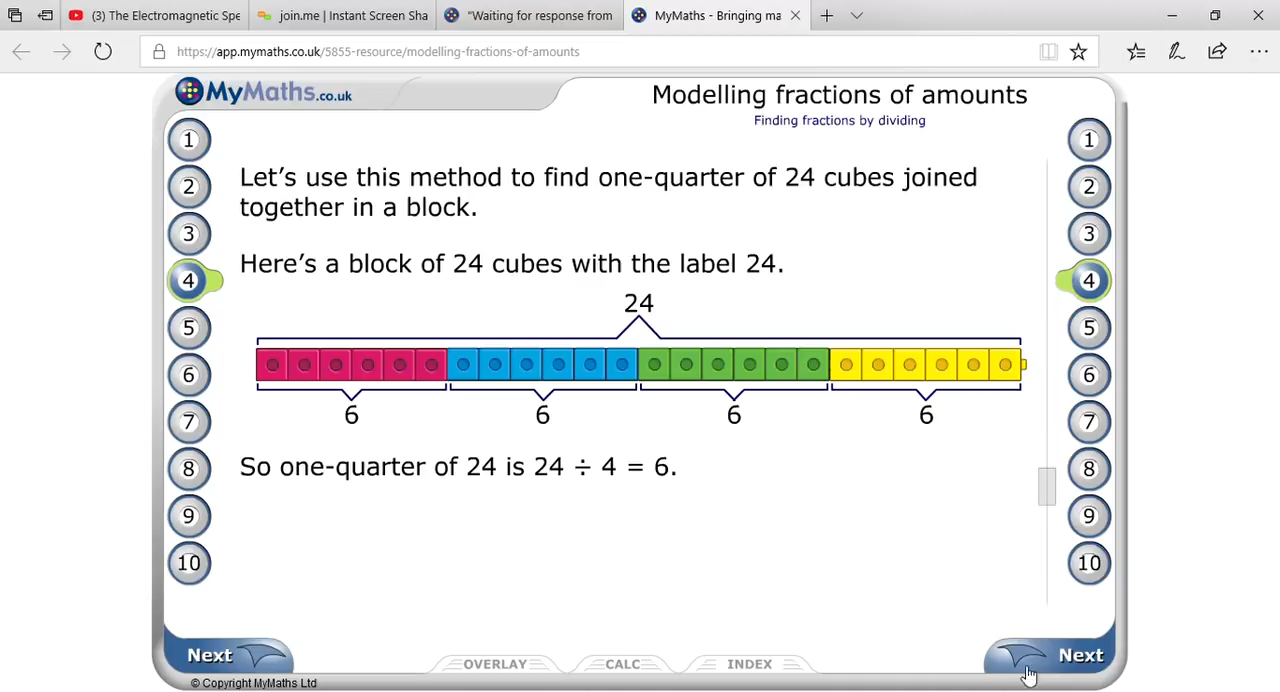 (3) The Electromagnetic Spe
join.me | Instant Screen Sha
"Waiting for response from
MyMaths - Bringing ma
https://app.mymaths.co.uk/5855-resource/modelling-fractions-of-amounts
MyMaths.co.uk
Modelling fractions of amounts
Finding fractions by dividing
1
2
3
4
5
6
7
8
9
10
Let's use this method to find one-quarter of 24 cubes joined
together in a block.
Here's a block of 24 cubes with the label 24.
24
6 6 6 6
So one-quarter of 24 is 24 ÷ 4 = 6.
1
2
3
4
5
6
7
8
9
10
Next
OVERLAY
CALC
INDEX
Next
© Copyright MyMaths Ltd